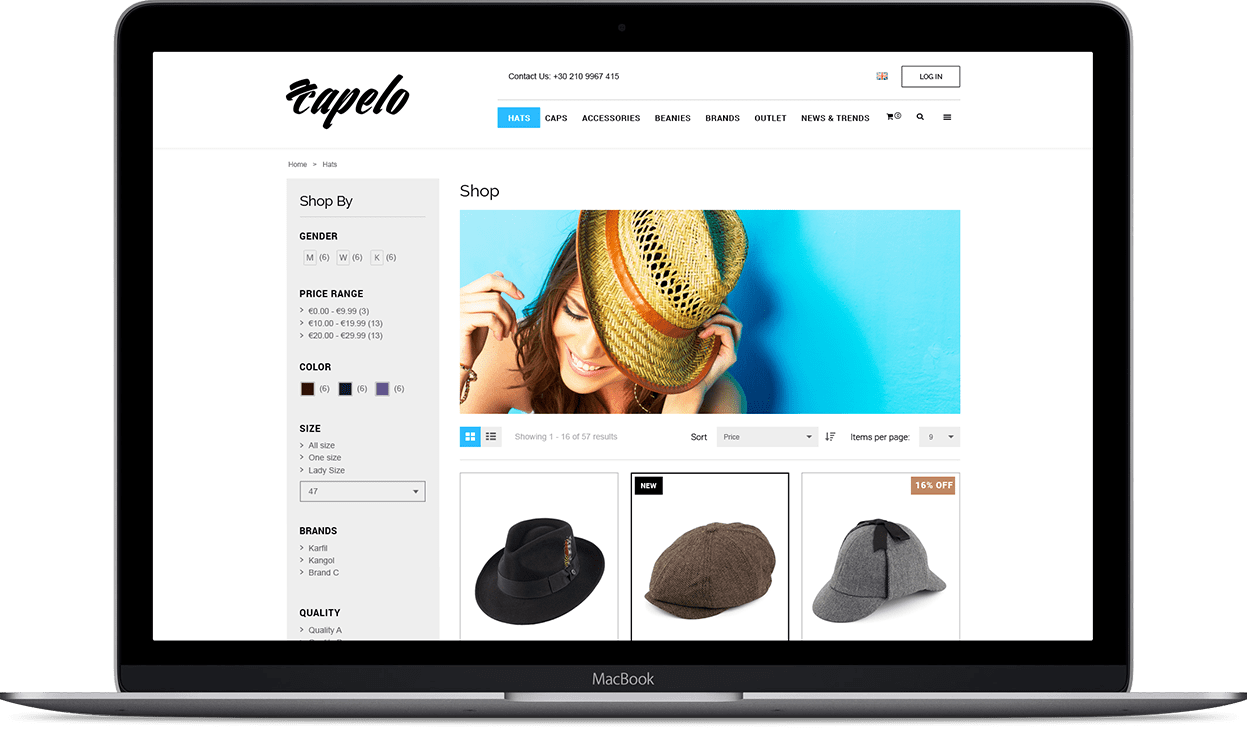 capelo
Contact Us: +30 210 9967 415
LOG IN
HATS CAPS ACCESSORIES BEANIES BRANDS OUTLET NEWS & TRENDS 0
Home > Hats
Shop By
GENDER
M (6) W (6) K (6)
PRICE RANGE
> €0.00 - €9.99 (3)
> €10.00 - €19.99 (13)
> €20.00 - €29.99 (13)
COLOR
(6) (6) (6)
SIZE
> All size
> One size
> Lady Size
47
BRANDS
> Karfil
> Kangol
> Brand C
QUALITY
> Quality A
Shop
Showing 1 - 16 of 57 results
Sort Price Items per page: 9
NEW
16% OFF
MacBook